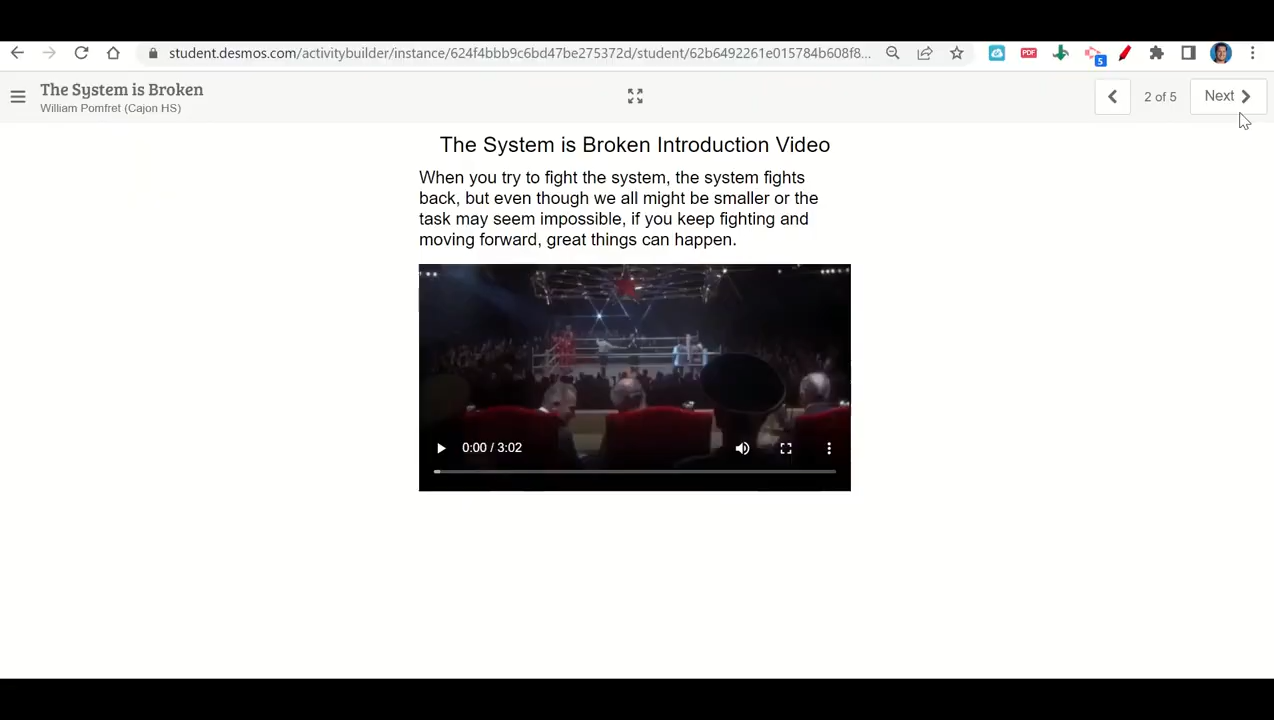 student.desmos.com/activitybuilder/instance/624f4bbb9c6bd47be275372d/student/62b6492261e015784b608f8...
PDF
5
The System is Broken
William Pomfret (Cajon HS)
2 of 5
Next
The System is Broken Introduction Video
When you try to fight the system, the system fights
back, but even though we all might be smaller or the
task may seem impossible, if you keep fighting and
moving forward, great things can happen.
0:00 / 3:02